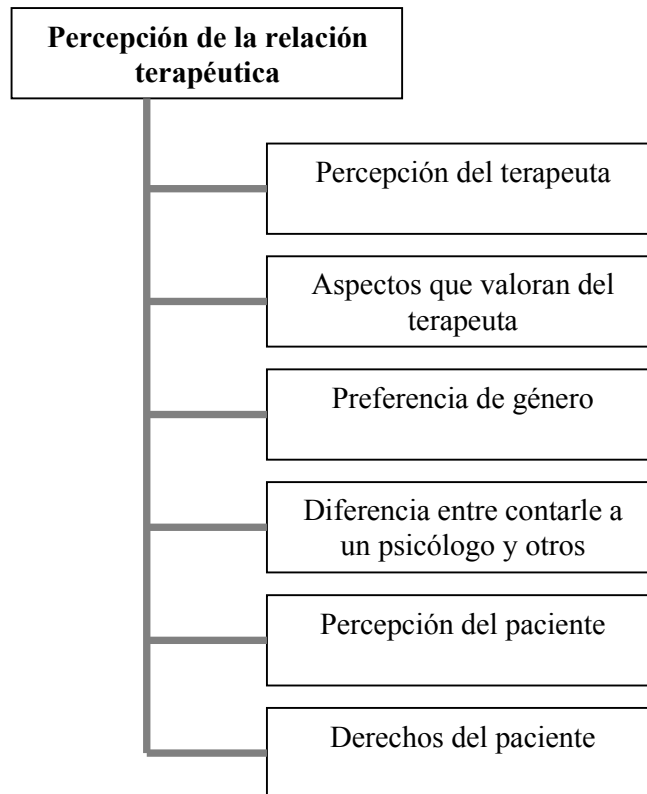 Percepción de la relación
terapéutica
Percepción del terapeuta
Aspectos que valoran del
terapeuta
Preferencia de género
Diferencia entre contarle a
un psicólogo y otros
Percepción del paciente
Derechos del paciente